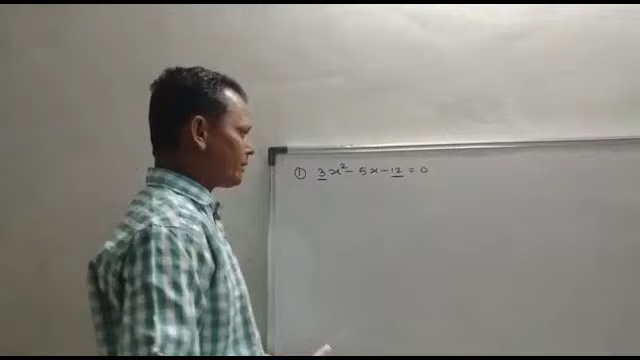 ① 3x² - 5x - 12 = 0